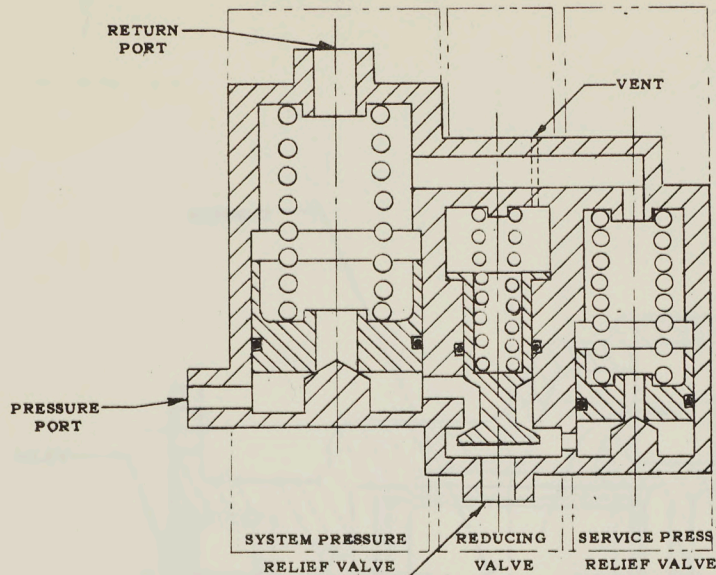 RETURN
PORT
VENT
PRESSURE
PORT
SYSTEM PRESSURE
RELIEF VALVE
REDUCING
VALVE
SERVICE PRESS
RELIEF VALVE